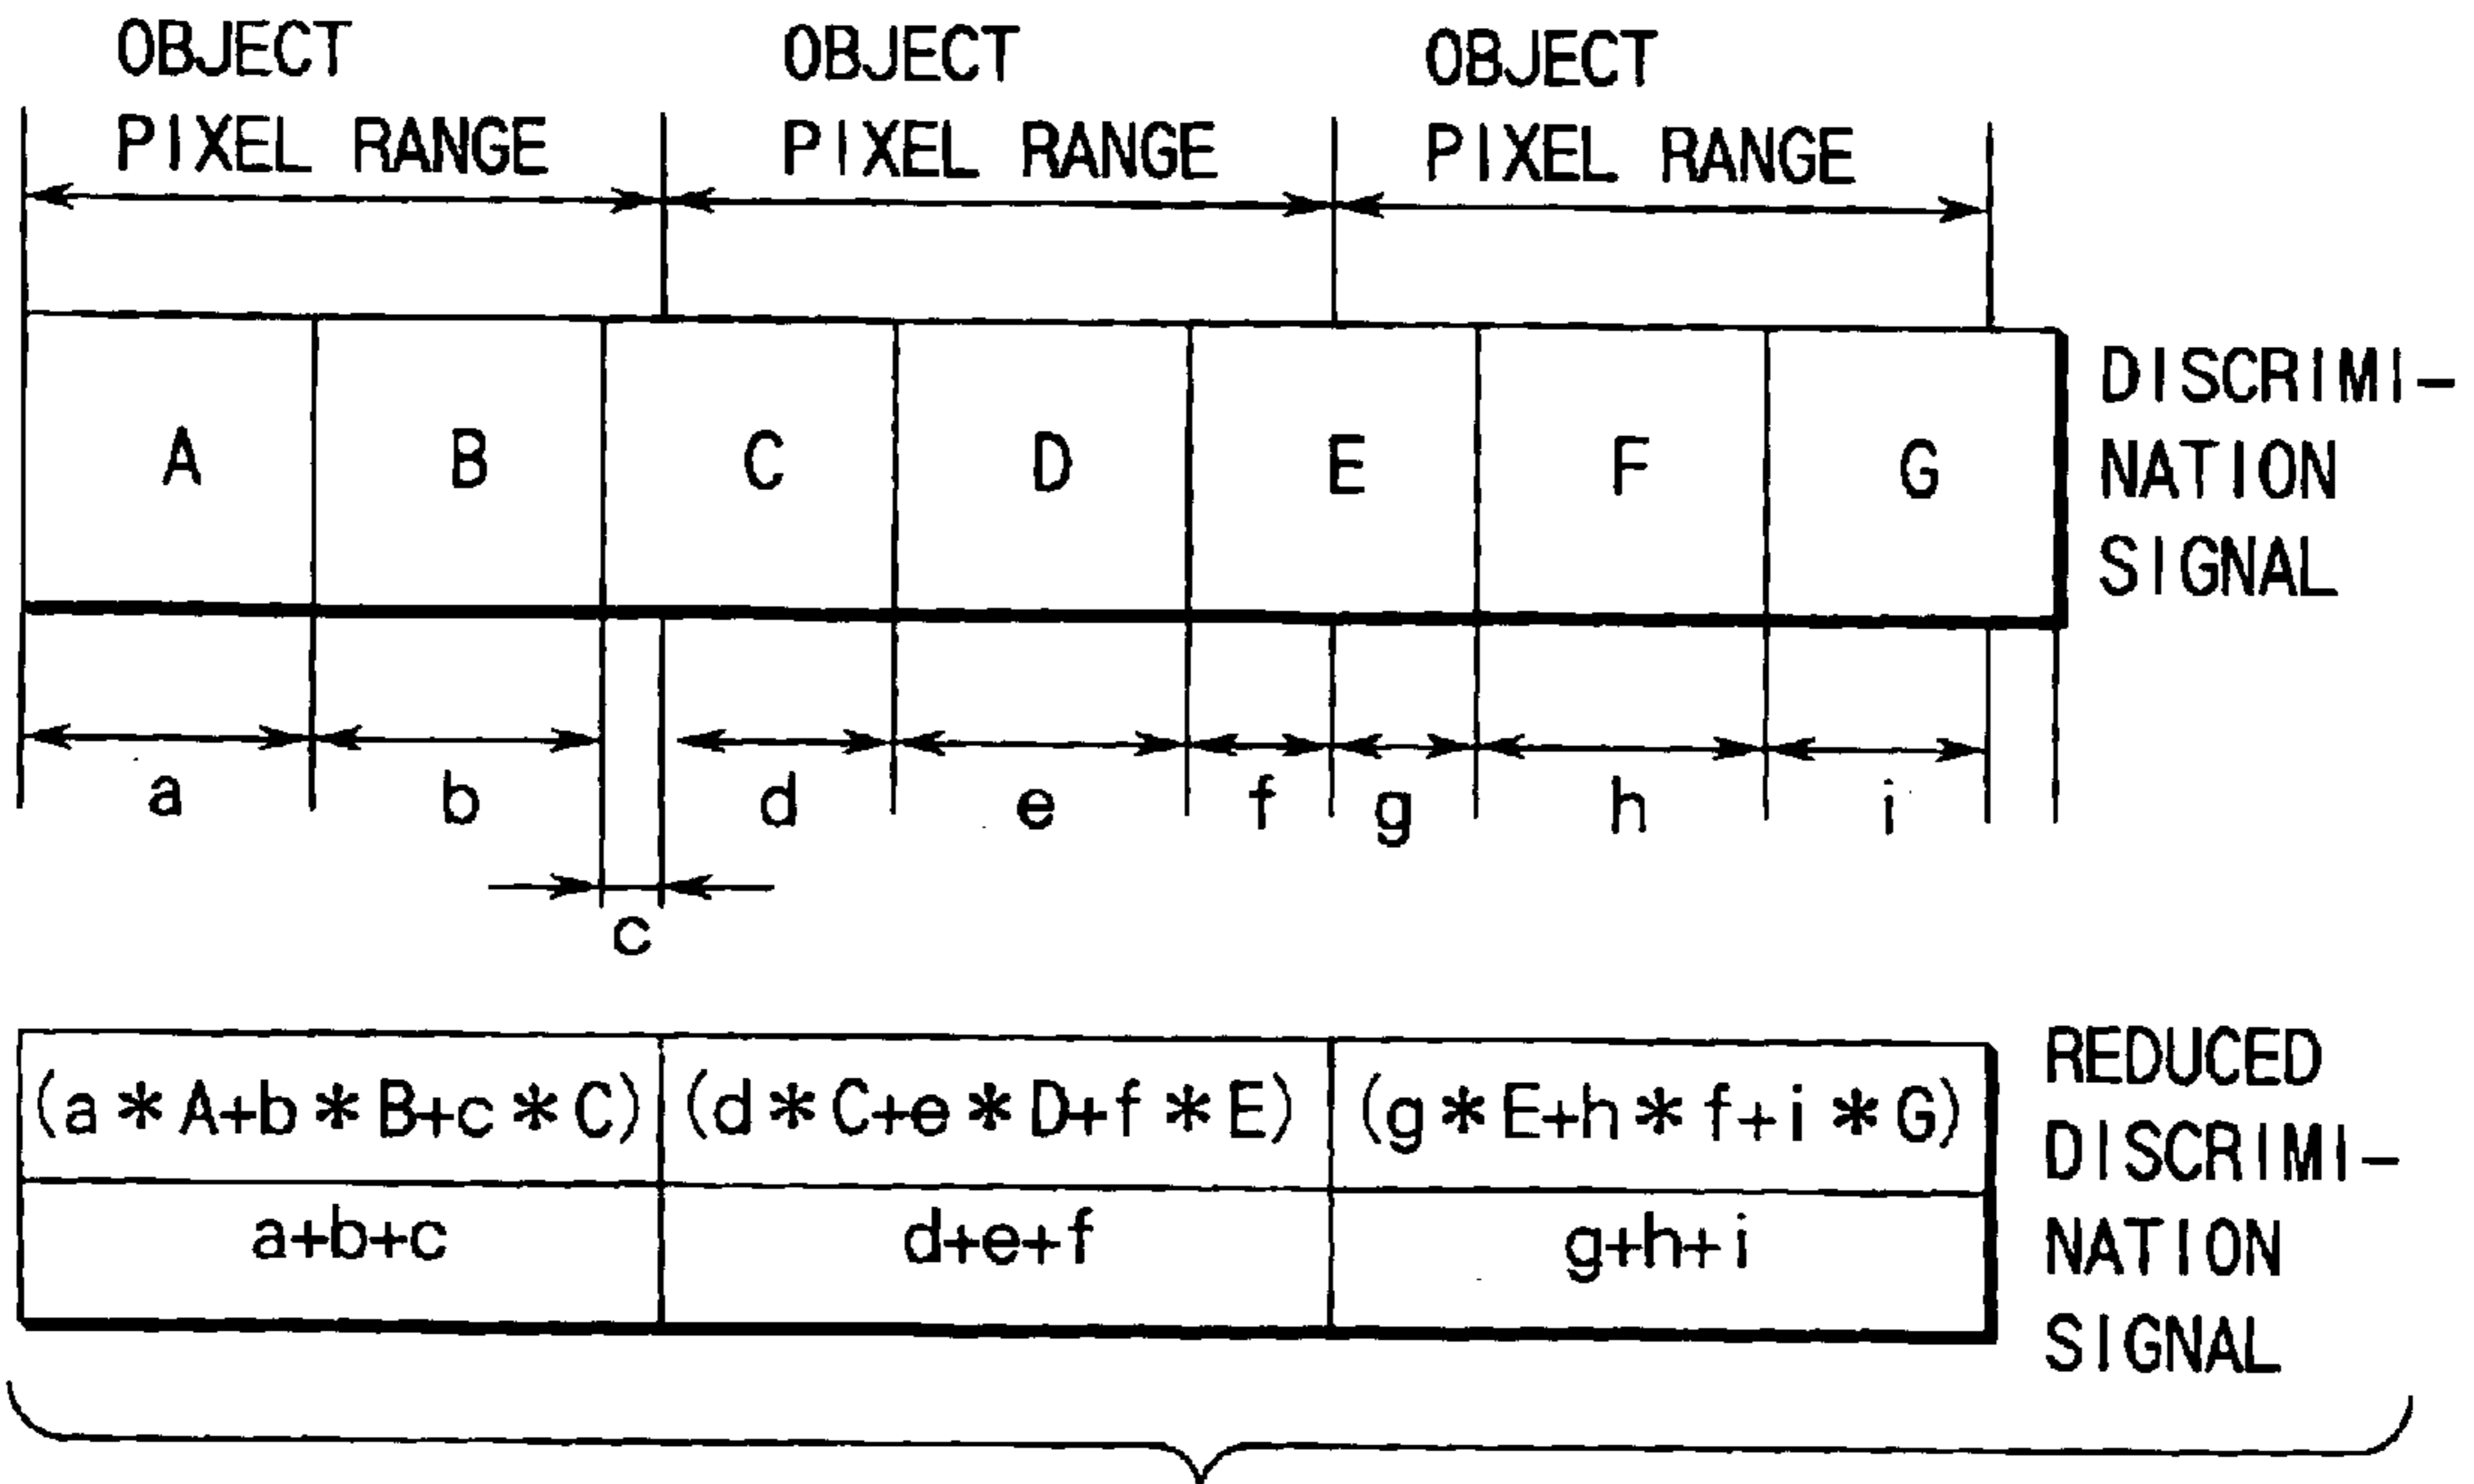 OBJECT
PIXEL RANGE
OBJECT
PIXEL RANGE
OBJECT
PIXEL RANGE
A
B
C
D
E
F
G
DISCRIMI-
NATION
SIGNAL
a
b
c
d
e
f
g
h
i
(a*A+b*B+c*C)
a+b+c
(d*C+e*D+f*E)
d+e+f
(g*E+h*f+i*G)
g+h+i
REDUCED
DISCRIMI-
NATION
SIGNAL